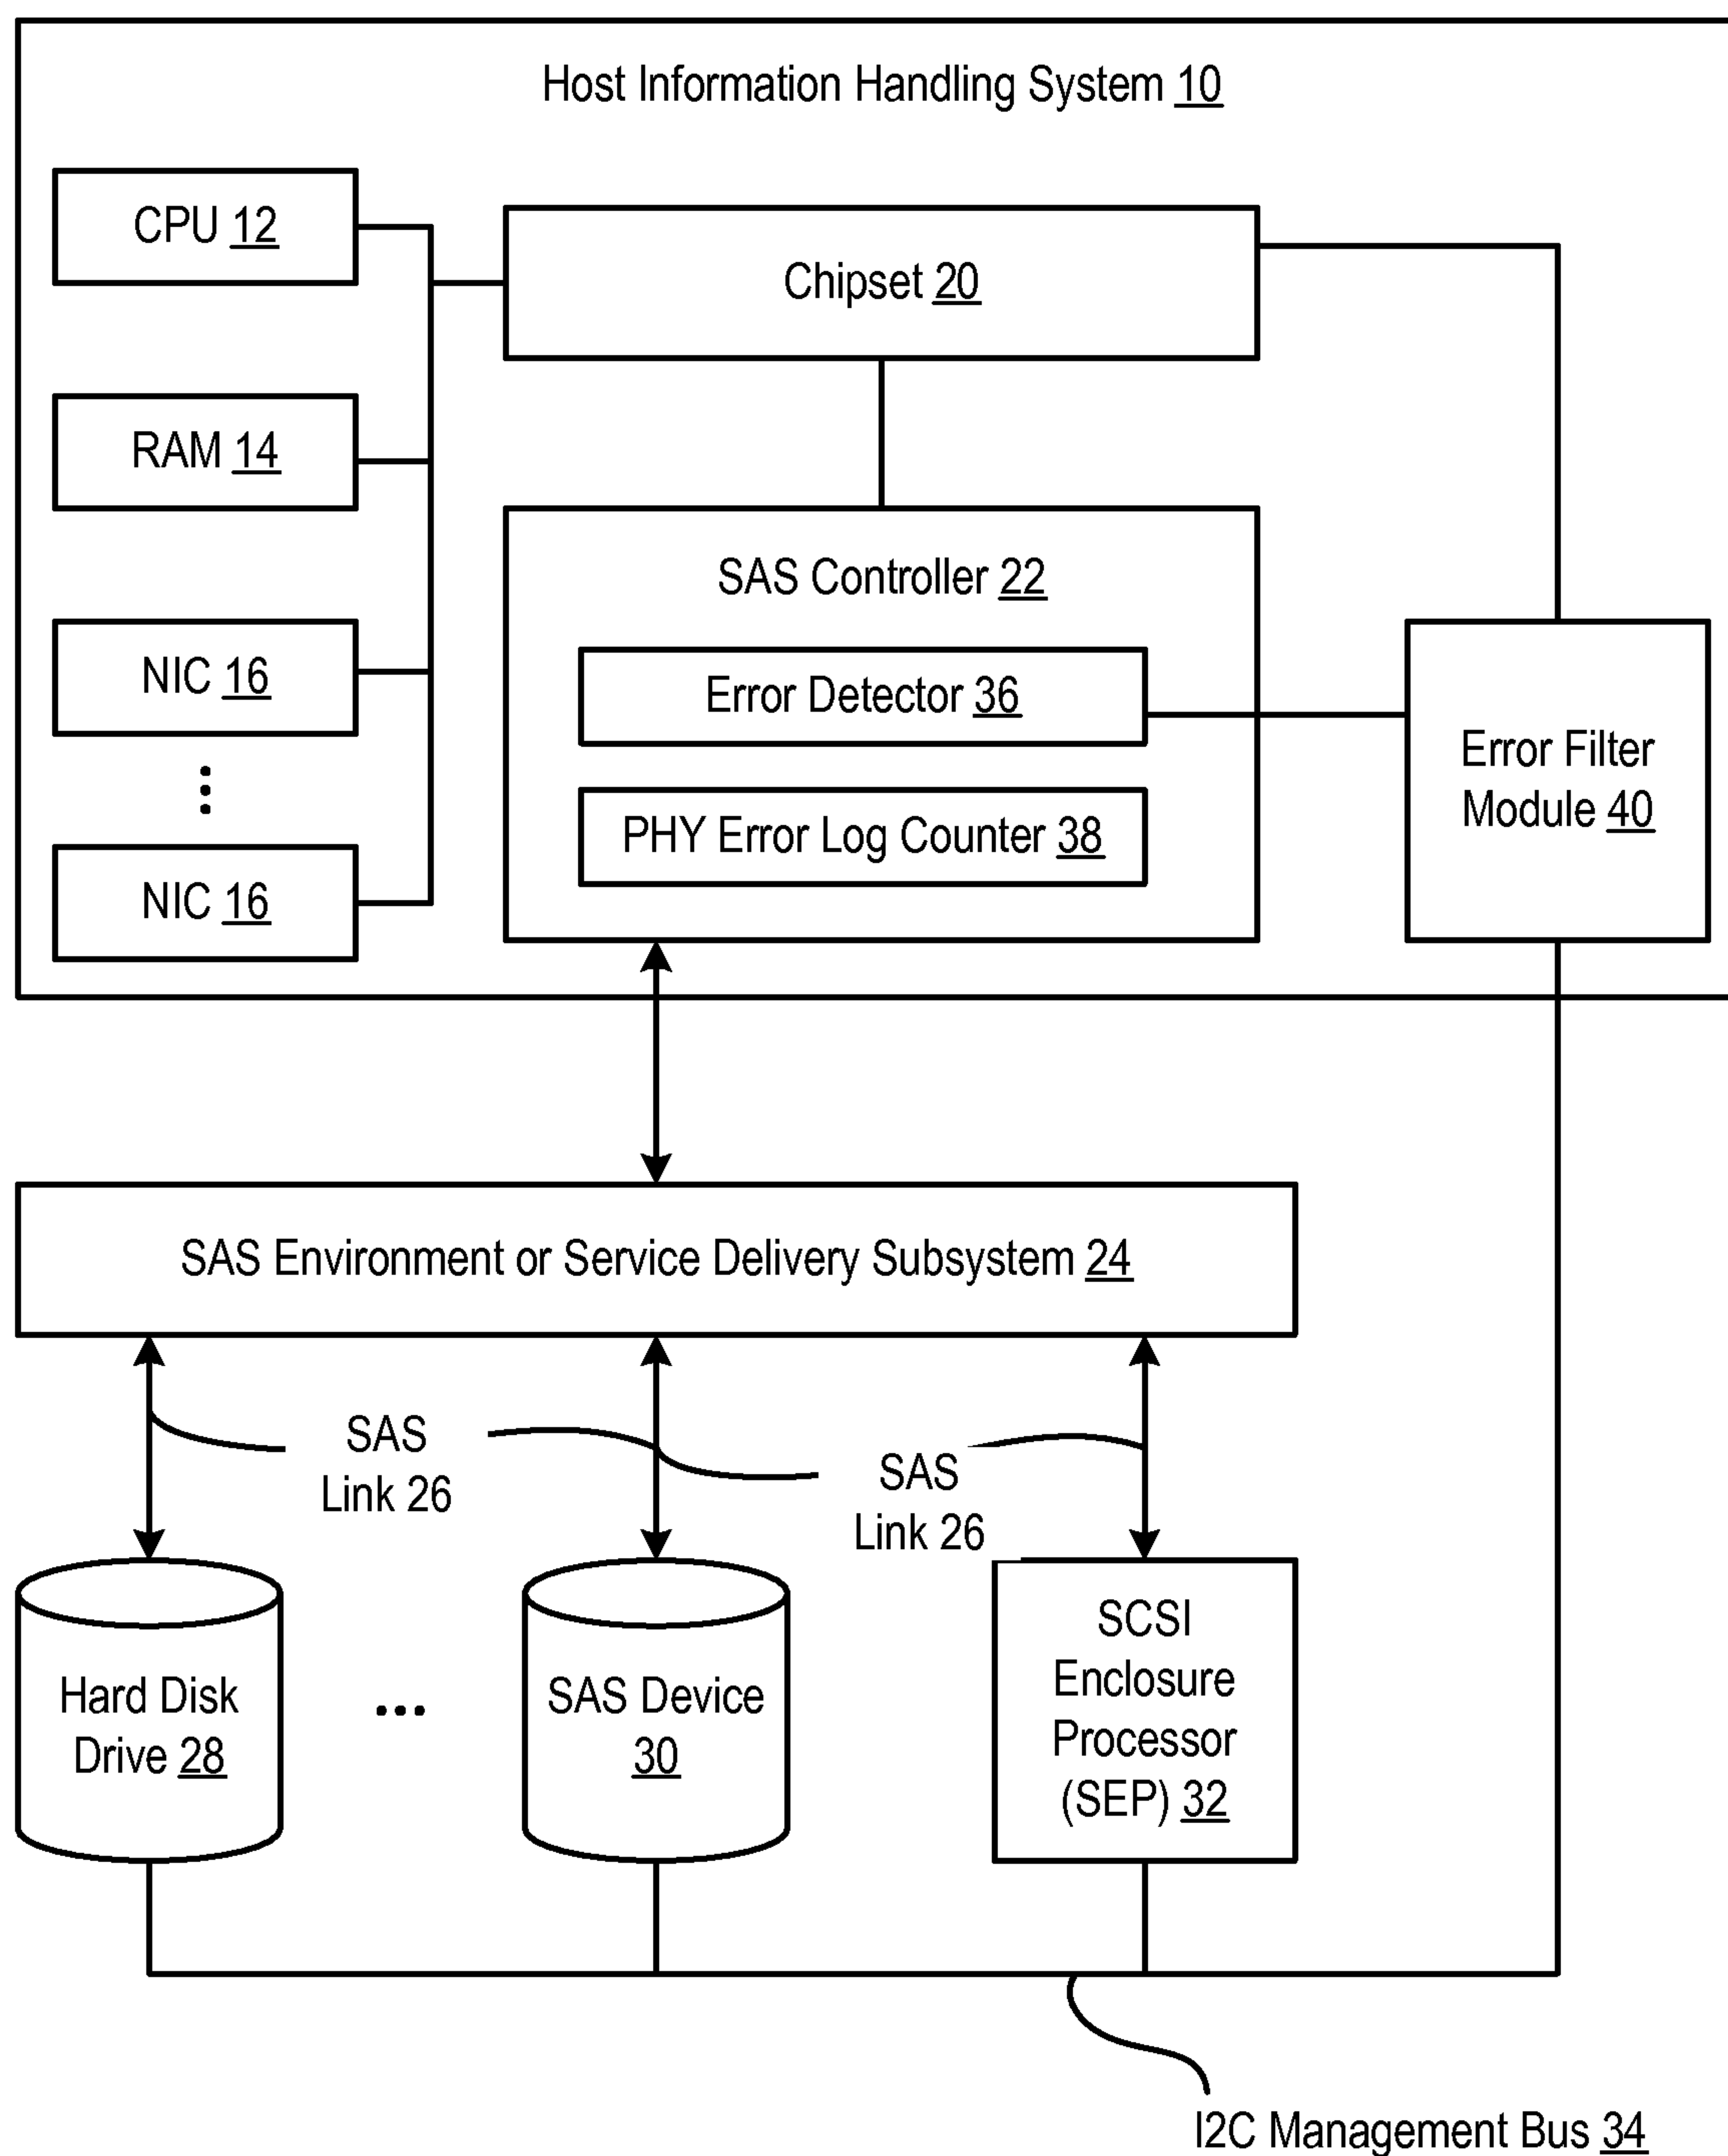 Host Information Handling System 10
CPU 12
Chipset 20
RAM 14
SAS Controller 22
NIC 16
Error Detector 36
Error Filter
Module 40
PHY Error Log Counter 38
NIC 16
SAS Environment or Service Delivery Subsystem 24
SAS
Link 26
SAS
Link 26
Hard Disk
Drive 28
SAS Device
30
SCSI
Enclosure
Processor
(SEP) 32
I2C Management Bus 34